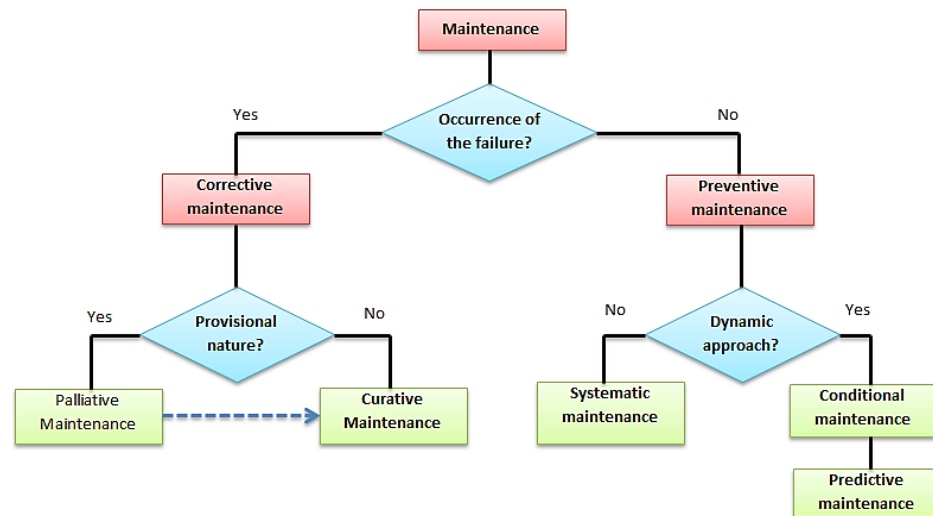 Maintenance
Yes
No
Occurrence of
the failure?
Corrective
maintenance
Preventive
maintenance
Yes
No
Provisional
nature?
No
Yes
Dynamic
approach?
Palliative
Maintenance
Curative
Maintenance
Systematic
maintenance
Conditional
maintenance
Predictive
maintenance